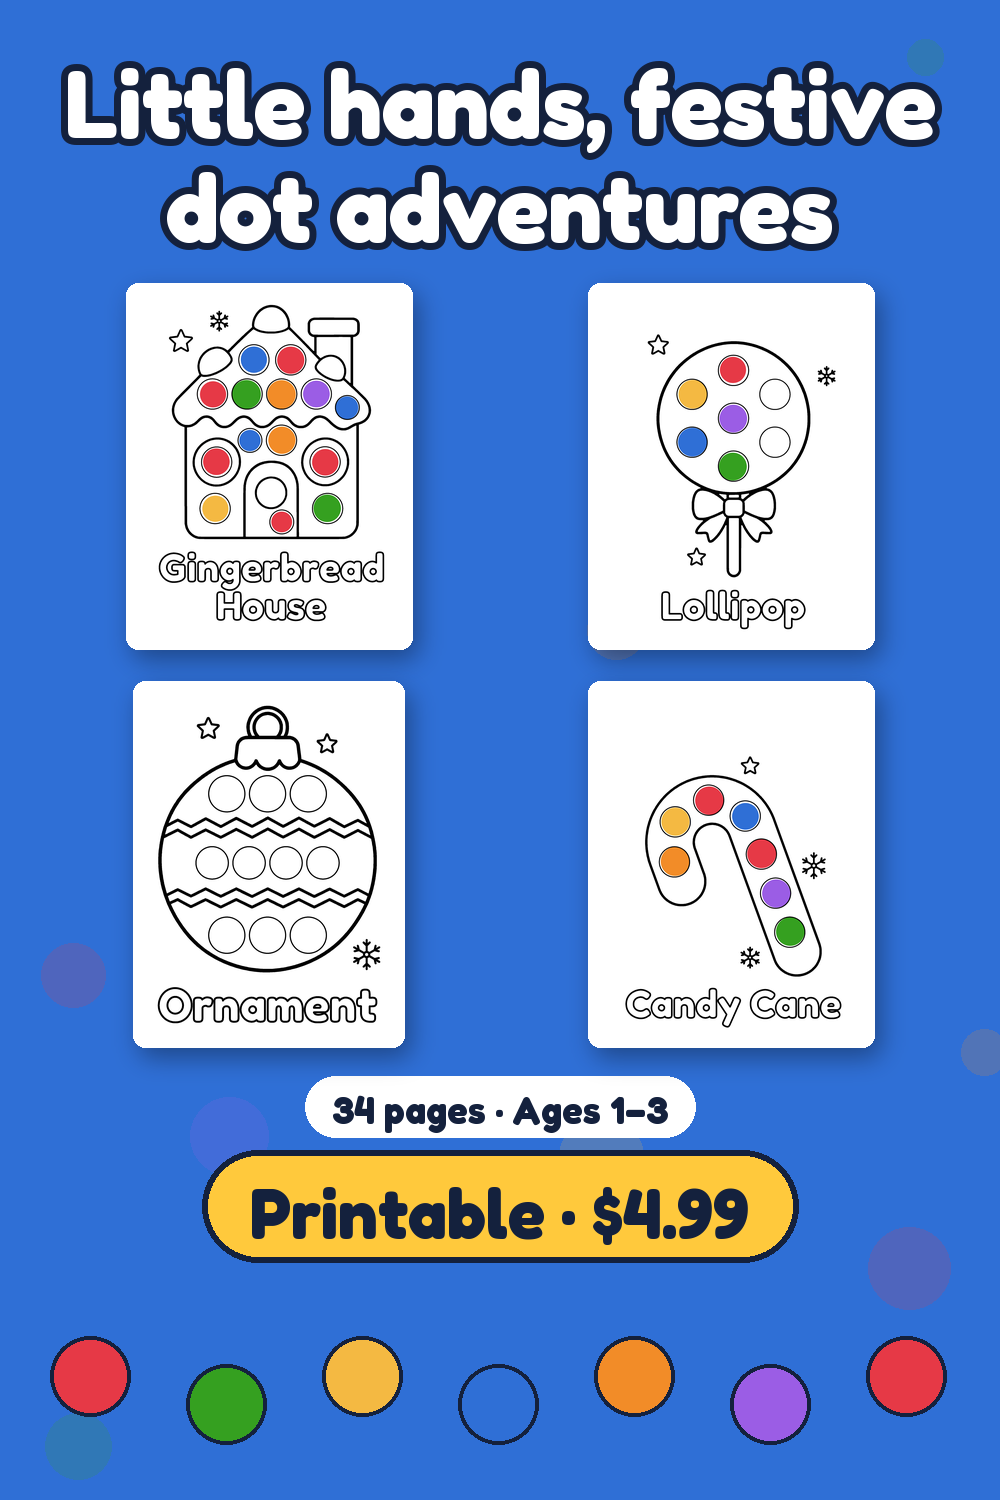 Little hands, festive
dot adventures
Gingerbread
House
Lollipop
Ornament
Candy Cane
34 pages · Ages 1–3
Printable · $4.99